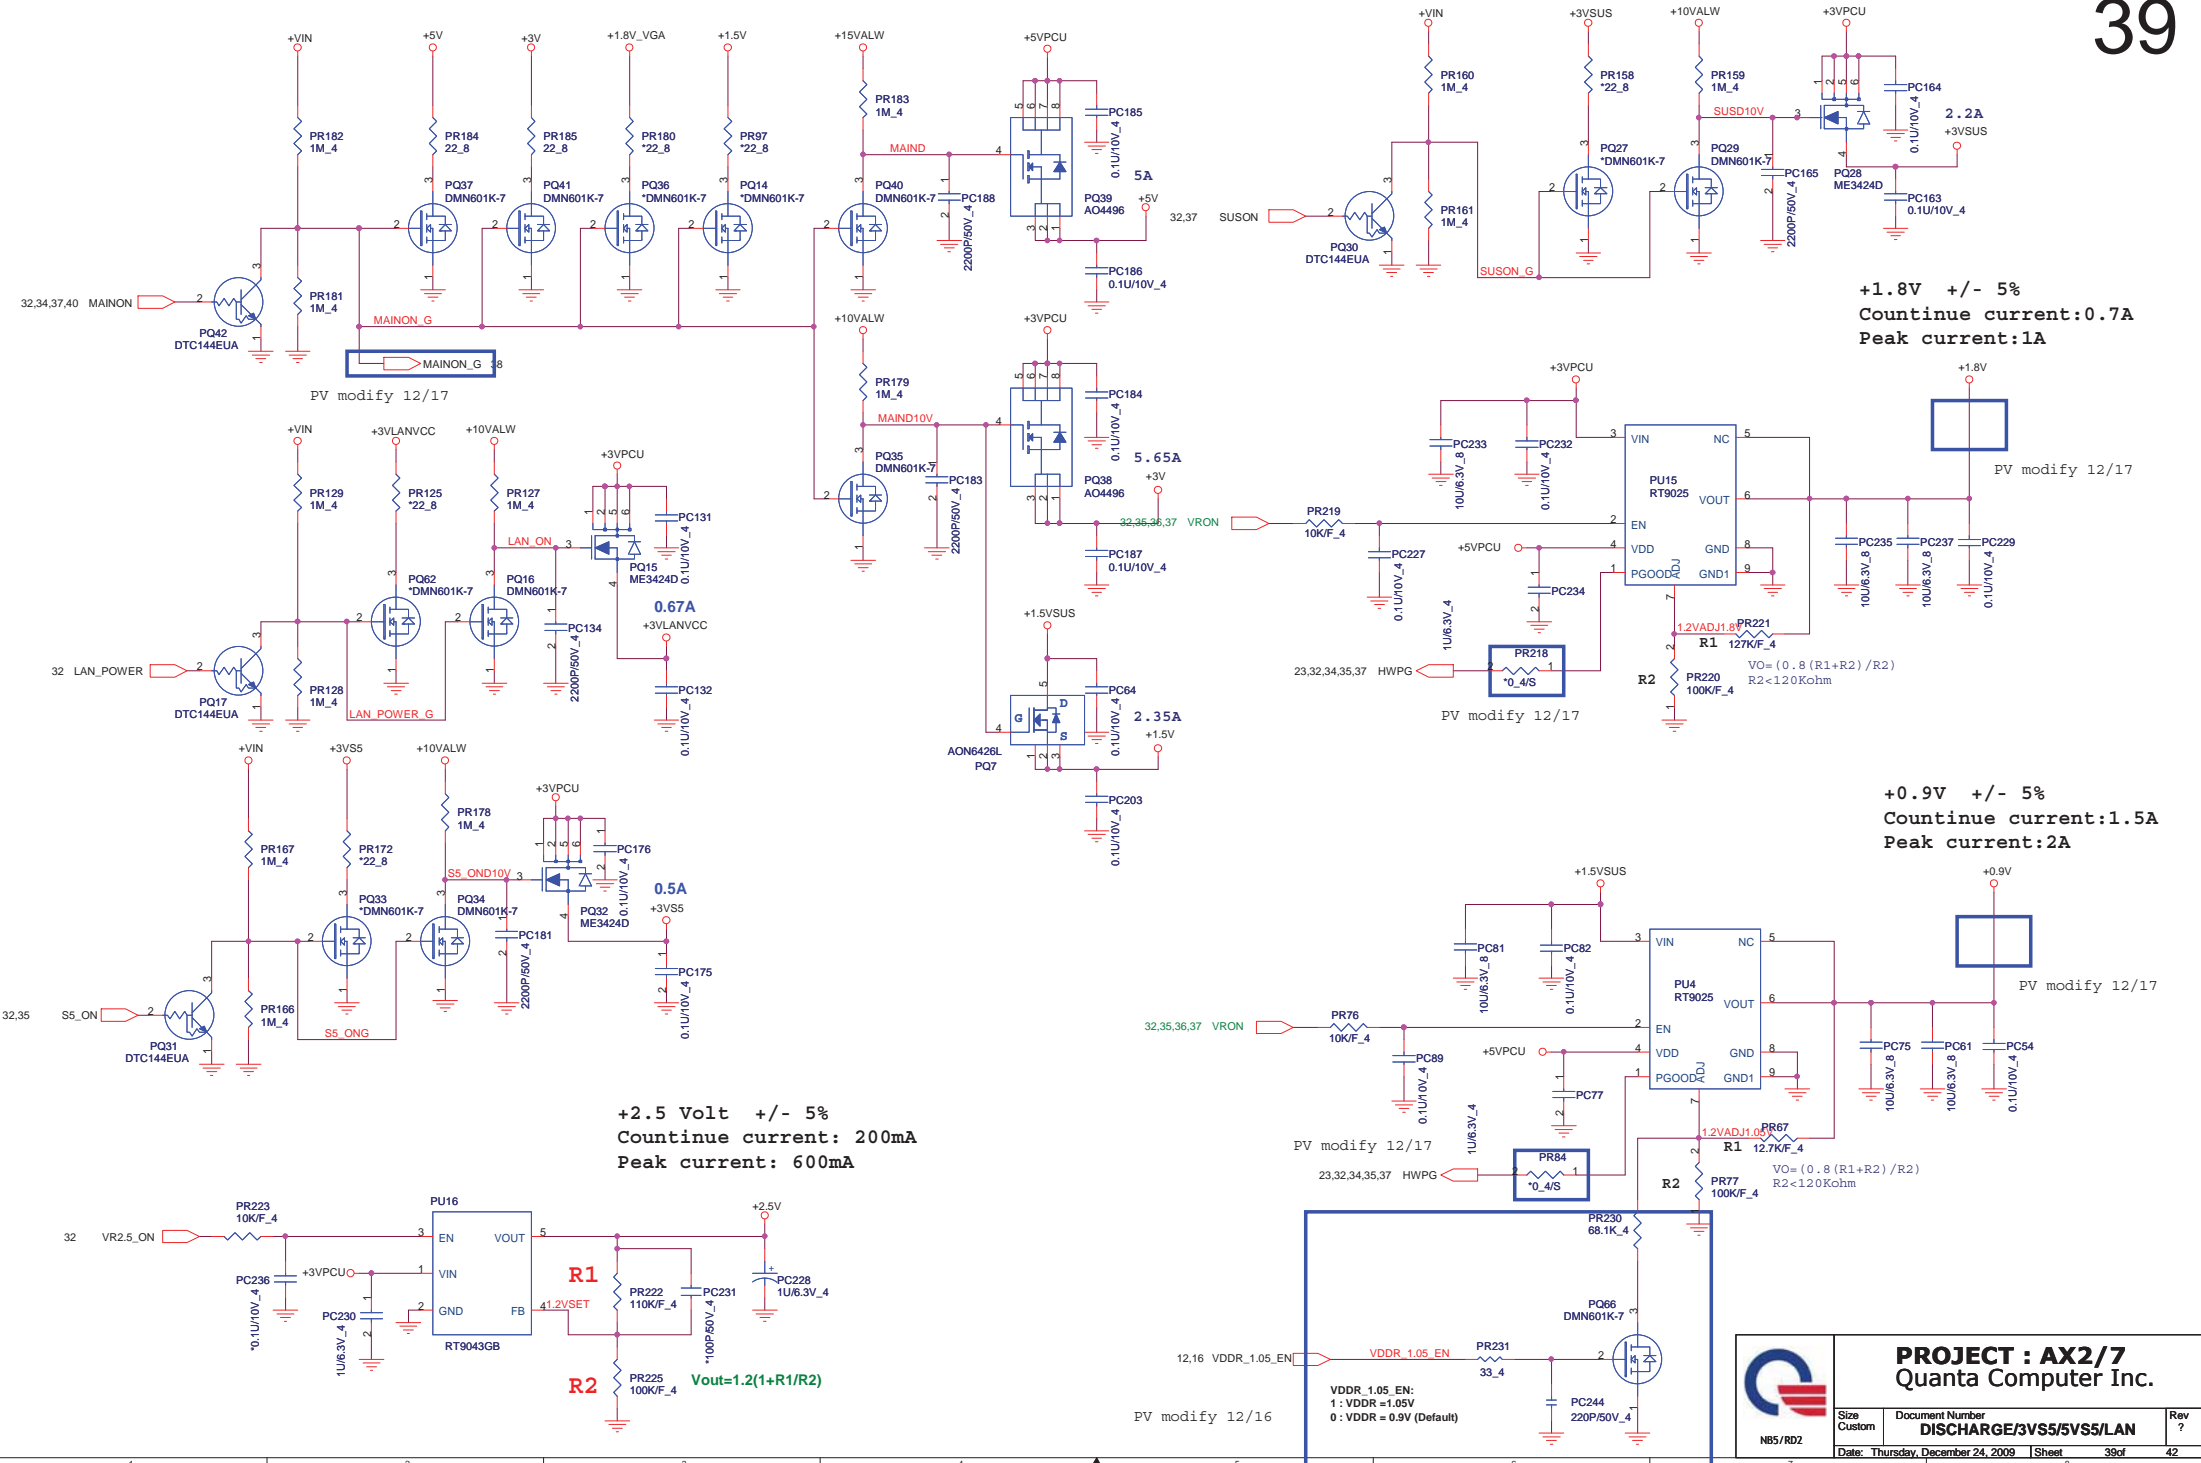 39
+VIN
+5V
+3V
+1.8V_VGA
+1.5V
+15VALW
+5VPCU
PR182
1M_4
PR184
22_8
PR185
22_8
PR180
*22_8
PR97
*22_8
PR183
1M_4
PC185
0.1U/10V_4
MAIND
5A
+5V
PQ37
DMN601K-7
PQ41
DMN601K-7
PQ36
*DMN601K-7
PQ14
*DMN601K-7
PQ40
DMN601K-7
PC188
2200P/50V_4
PQ39
AO4496
PC186
0.1U/10V_4
32,34,37,40 MAINON
PQ42
DTC144EUA
PR181
1M_4
MAINON_G
MAINON_G 38
PV modify 12/17
+10VALW
+3VPCU
PR179
1M_4
MAIND10V
PC184
0.1U/10V_4
5.65A
+3V
PQ35
DMN601K-7
PC183
2200P/50V_4
PQ38
AO4496
PC187
0.1U/10V_4
+1.5VSUS
PC64
0.1U/10V_4
2.35A
+1.5V
G
D
S
AON6426L
PQ7
PC203
0.1U/10V_4
+VIN
+3VLANVCC
+10VALW
+3VPCU
PR129
1M_4
PR125
*22_8
PR127
1M_4
PC131
0.1U/10V_4
LAN_ON
PQ15
ME3424D
PQ62
*DMN601K-7
PQ16
DMN601K-7
0.67A
+3VLANVCC
PC134
2200P/50V_4
PC132
0.1U/10V_4
32 LAN_POWER
PQ17
DTC144EUA
PR128
1M_4
LAN_POWER_G
+VIN
+3VS5
+10VALW
+3VPCU
PR167
1M_4
PR172
*22_8
PR178
1M_4
PC176
0.1U/10V_4
S5_OND10V
PQ33
*DMN601K-7
PQ34
DMN601K-7
PQ32
ME3424D
0.5A
+3VS5
PC181
2200P/50V_4
PC175
0.1U/10V_4
32,35 S5_ON
PQ31
DTC144EUA
PR166
1M_4
S5_ONG
+2.5 Volt +/- 5%
Countinue current: 200mA
Peak current: 600mA
32 VR2.5_ON
PR223
10K/F_4
PC236
*0.1U/10V_4
+3VPCU
PC230
1U/6.3V_4
PU16
EN
VIN
GND
VOUT
FB
RT9043GB
1.2VSET
R1
PR222
110K/F_4
PC231
*100P/50V_4
+2.5V
PC228
1U/6.3V_4
R2
PR225
100K/F_4
Vout=1.2(1+R1/R2)
+VIN
+3VSUS
+10VALW
+3VPCU
PR160
1M_4
PR158
*22_8
PR159
1M_4
PC164
0.1U/10V_4
SUSD10V
2.2A
+3VSUS
PQ27
*DMN601K-7
PQ29
DMN601K-7
PC165
2200P/50V_4
PQ28
ME3424D
PC163
0.1U/10V_4
32,37 SUSON
PQ30
DTC144EUA
PR161
1M_4
SUSON_G
+1.8V +/- 5%
Countinue current:0.7A
Peak current:1A
+3VPCU
+1.8V
PV modify 12/17
PC233
10U/6.3V_8
PC232
0.1U/10V_4
PU15
RT9025
VIN
NC
VOUT
EN
VDD
GND
PGOOD
ADJ
GND1
32,35,36,37 VRON
PR219
10K/F_4
PC227
0.1U/10V_4
+5VPCU
PC234
1U/6.3V_4
PC235
10U/6.3V_8
PC237
10U/6.3V_8
PC229
0.1U/10V_4
1.2VADJ1.8V
PR221
127K/F_4
R1
R2
PR220
100K/F_4
VO=(0.8(R1+R2)/R2)
R2<120Kohm
23,32,34,35,37 HWPG
PR218
*0_4/S
PV modify 12/17
+0.9V +/- 5%
Countinue current:1.5A
Peak current:2A
+1.5VSUS
+0.9V
PV modify 12/17
PC81
10U/6.3V_8
PC82
0.1U/10V_4
PU4
RT9025
VIN
NC
VOUT
EN
VDD
GND
PGOOD
ADJ
GND1
32,35,36,37 VRON
PR76
10K/F_4
PC89
0.1U/10V_4
+5VPCU
PC77
1U/6.3V_4
PC75
10U/6.3V_8
PC61
10U/6.3V_8
PC54
0.1U/10V_4
1.2VADJ1.05V
PR67
12.7K/F_4
R1
R2
PR77
100K/F_4
VO=(0.8(R1+R2)/R2)
R2<120Kohm
PV modify 12/17
23,32,34,35,37 HWPG
PR84
*0_4/S
PR230
68.1K_4
PQ66
DMN601K-7
12,16 VDDR_1.05_EN
VDDR_1.05_EN
PR231
33_4
PC244
220P/50V_4
VDDR_1.05_EN:
1 : VDDR =1.05V
0 : VDDR = 0.9V (Default)
PV modify 12/16
NB5/RD2
PROJECT : AX2/7
Quanta Computer Inc.
Size
Custom
Document Number
DISCHARGE/3VS5/5VS5/LAN
Rev
?
Date: Thursday, December 24, 2009
Sheet 39of 42